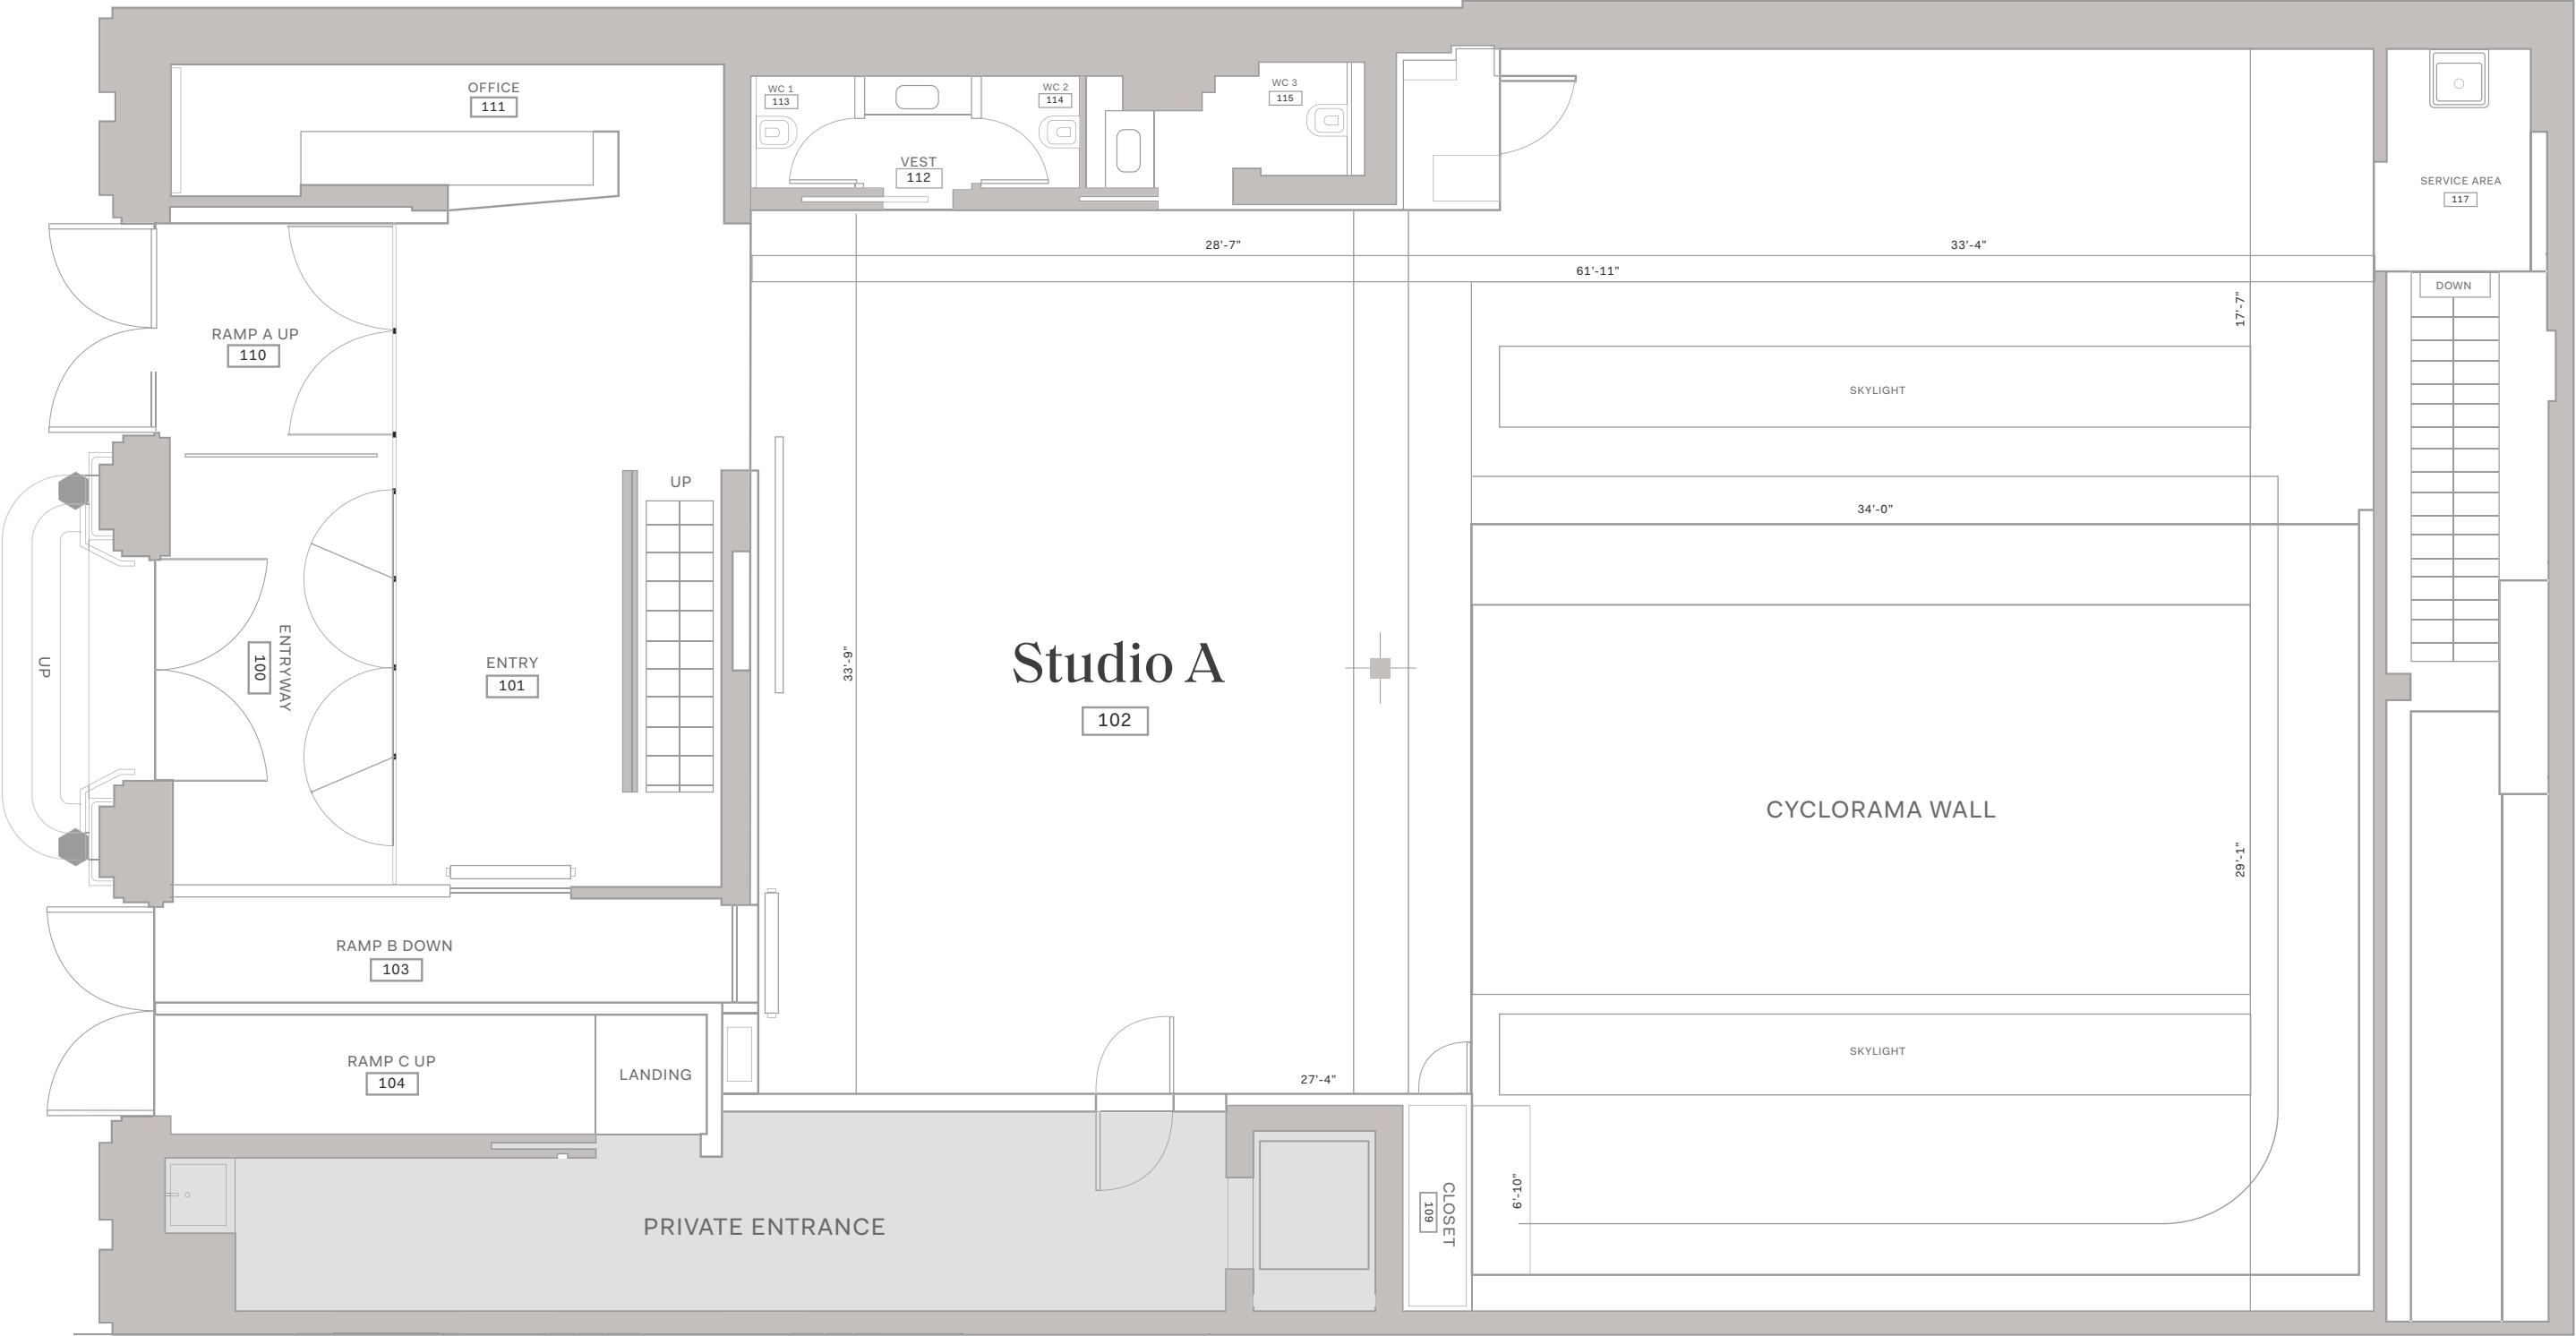 OFFICE
111
WC 1
113
WC 2
114
VEST
112
WC 3
115
SERVICE AREA
117
28'-7"
33'-4"
61'-11"
DOWN
17'-7"
RAMP A UP
110
SKYLIGHT
UP
34'-0"
UP
ENTRYWAY
100
ENTRY
101
33'-9"
Studio A
102
CYCLORAMA WALL
29'-1"
RAMP B DOWN
103
RAMP C UP
104
LANDING
27'-4"
SKYLIGHT
PRIVATE ENTRANCE
CLOSET
109
6'-10"